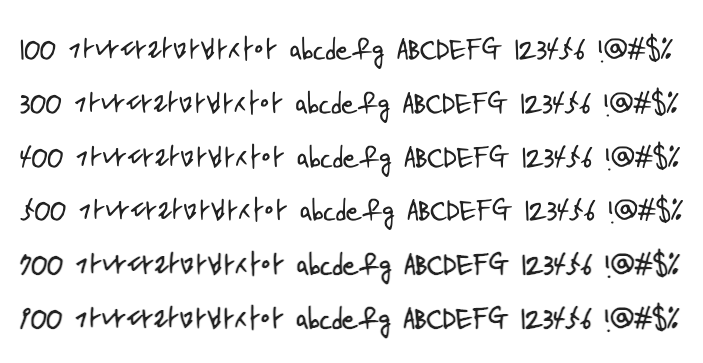 100 가나다라마바사아 abcdefg ABCDEFG 123456 !@#$%
300 가나다라마바사아 abcdefg ABCDEFG 123456 !@#$%
400 가나다라마바사아 abcdefg ABCDEFG 123456 !@#$%
500 가나다라마바사아 abcdefg ABCDEFG 123456 !@#$%
700 가나다라마바사아 abcdefg ABCDEFG 123456 !@#$%
900 가나다라마바사아 abcdefg ABCDEFG 123456 !@#$%